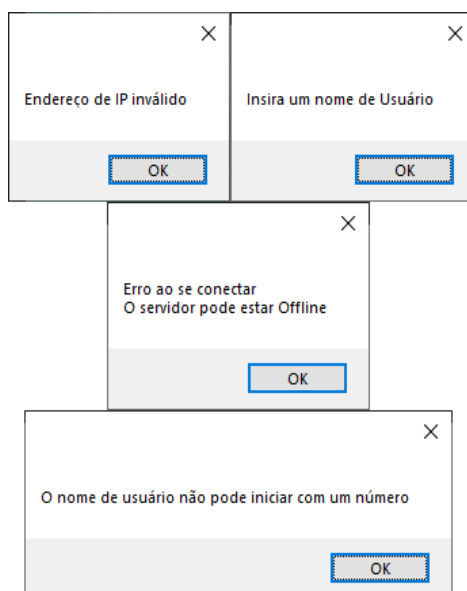 Endereço de IP inválido
OK
Insira um nome de Usuário
OK
Erro ao se conectar
O servidor pode estar Offline
OK
O nome de usuário não pode iniciar com um número
OK